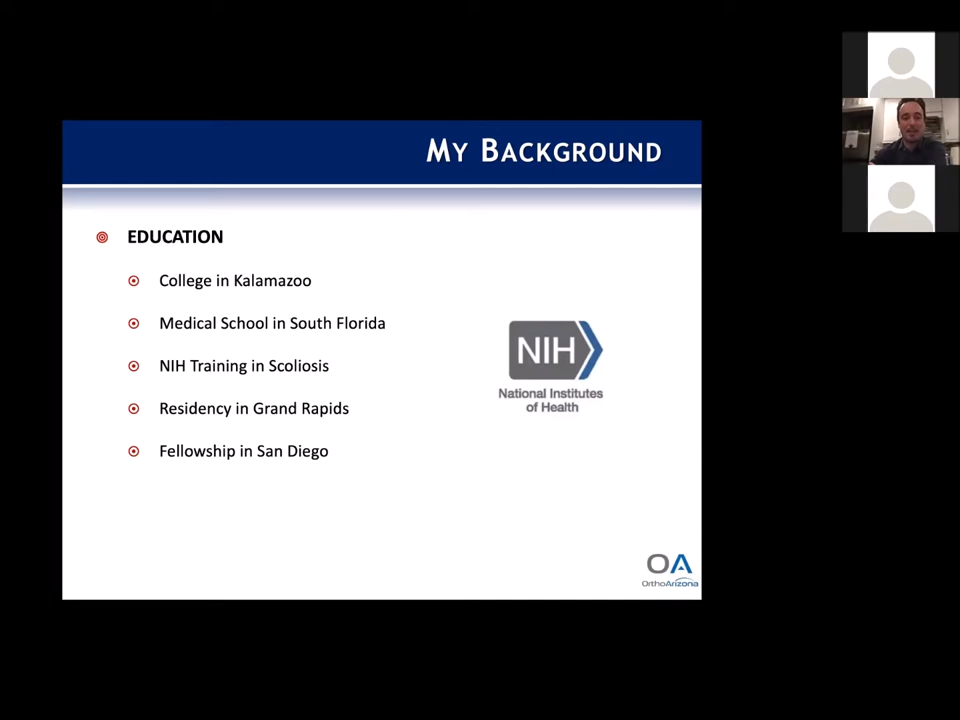 MY BACKGROUND
EDUCATION
College in Kalamazoo
Medical School in South Florida
NIH Training in Scoliosis
Residency in Grand Rapids
Fellowship in San Diego
NIH
National Institutes
of Health
OA
OrthoArizona